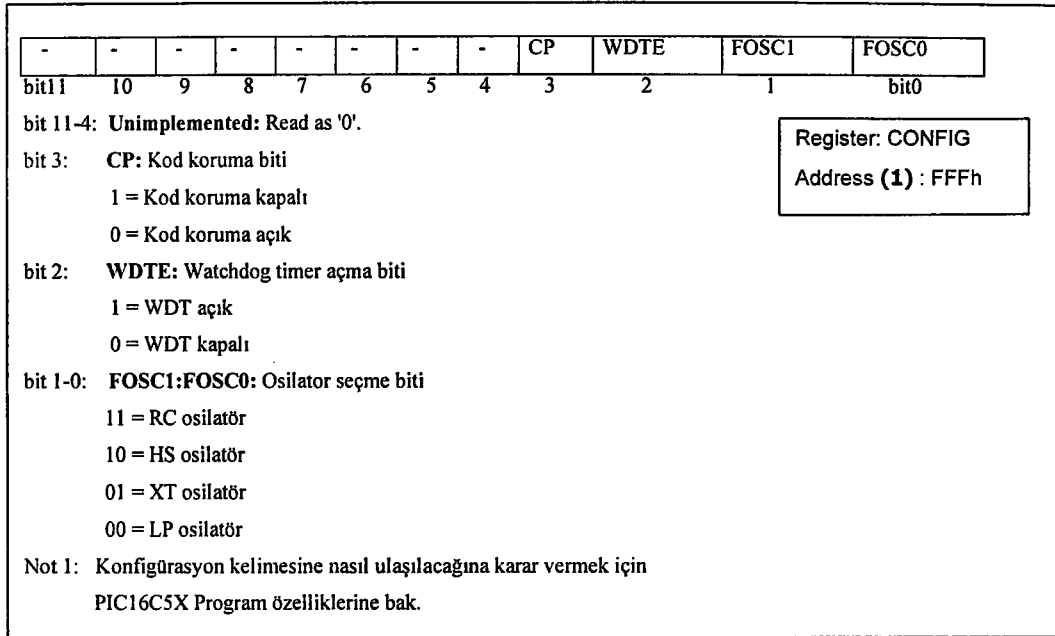 - - - - - - - - CP WDTE FOSC1 FOSC0
bit11 10 9 8 7 6 5 4 3 2 1 bit0
bit 11-4: Unimplemented: Read as '0'.
Register: CONFIG
Address (1) : FFFh
bit 3: CP: Kod koruma biti
1 = Kod koruma kapalı
0 = Kod koruma açık
bit 2: WDTE: Watchdog timer açma biti
1 = WDT açık
0 = WDT kapalı
bit 1-0: FOSC1:FOSC0: Osilator seçme biti
11 = RC osilatör
10 = HS osilatör
01 = XT osilatör
00 = LP osilatör
Not 1: Konfigürasyon kelimesine nasıl ulaşılacağına karar vermek için
PIC16C5X Program özelliklerine bak.